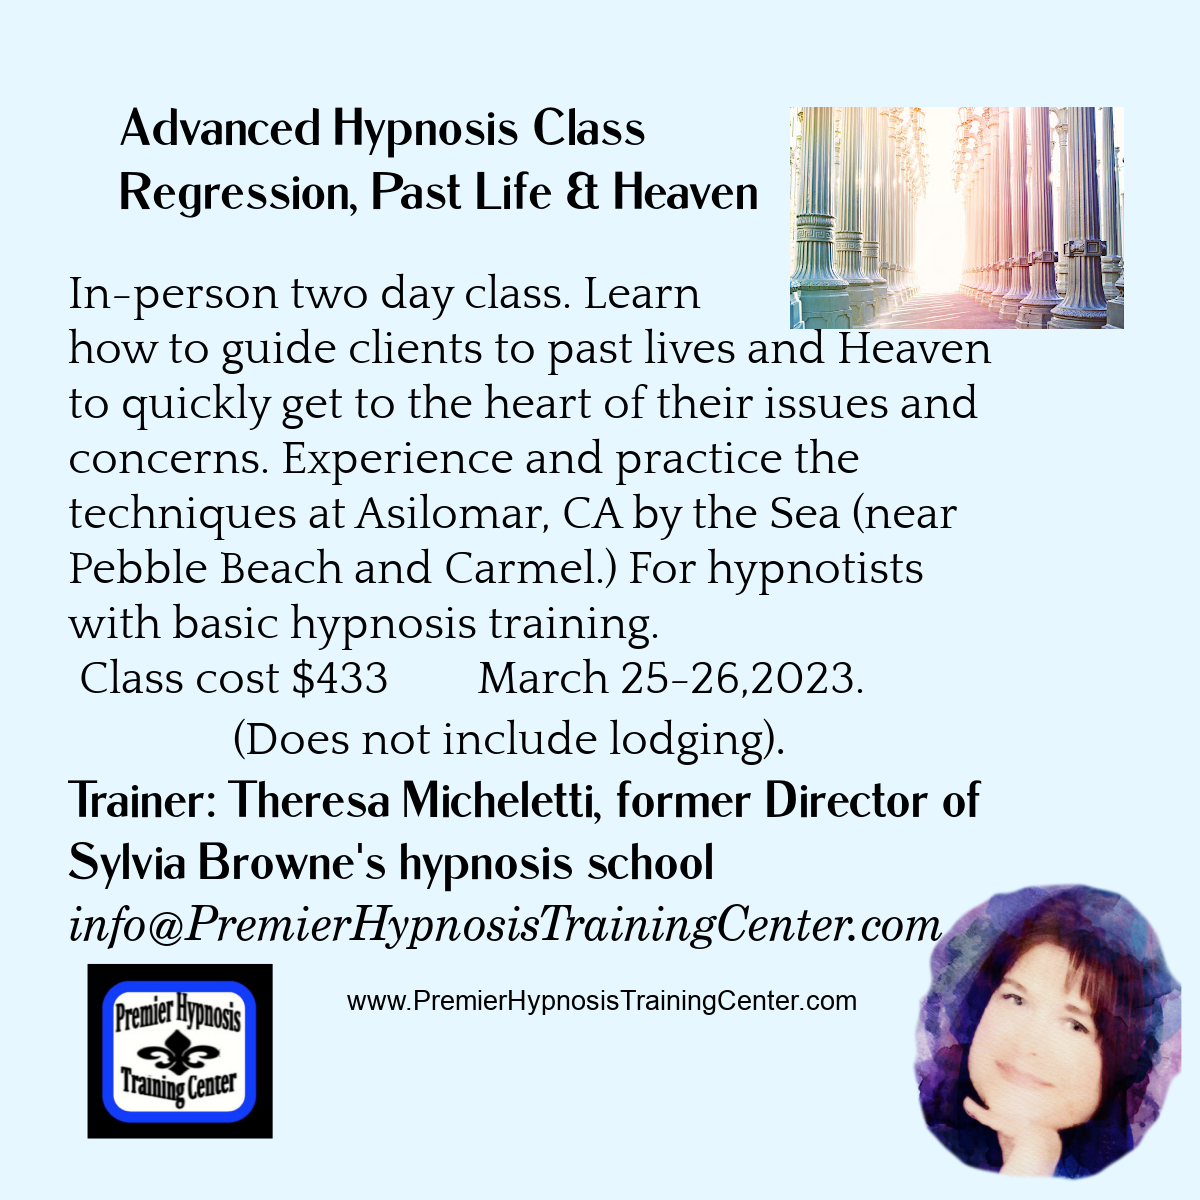 Advanced Hypnosis Class
Regression, Past Life & Heaven
In-person two day class. Learn
how to guide clients to past lives and Heaven
to quickly get to the heart of their issues and
concerns. Experience and practice the
techniques at Asilomar, CA by the Sea (near
Pebble Beach and Carmel.) For hypnotists
with basic hypnosis training.
Class cost $433 March 25-26,2023.
(Does not include lodging).
Trainer: Theresa Micheletti, former Director of
Sylvia Browne's hypnosis school
info@PremierHypnosisTrainingCenter.com
www.PremierHypnosisTrainingCenter.com
Premier Hypnosis
Training Center